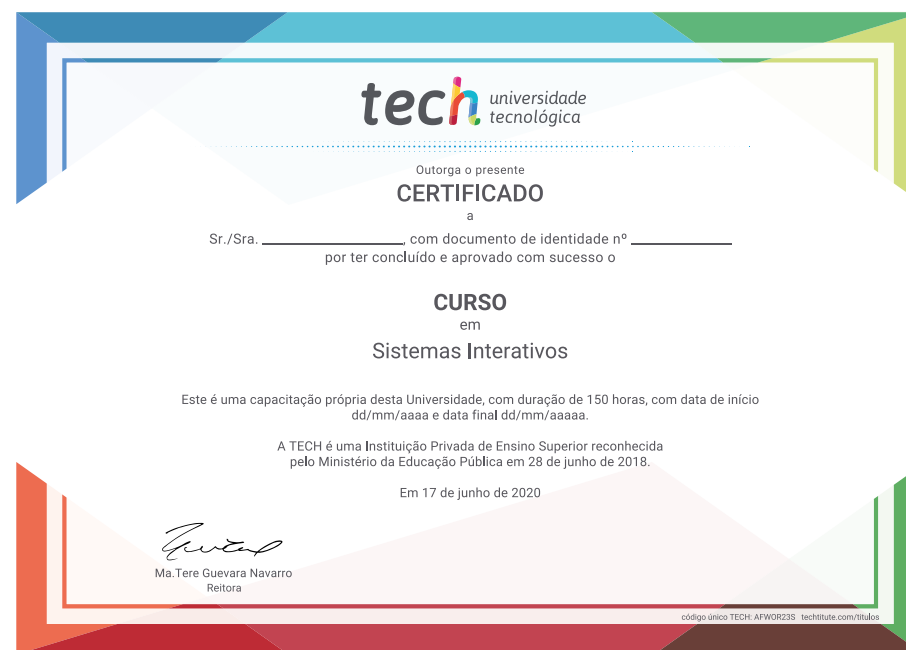 tech universidade
tecnológica
Outorga o presente
CERTIFICADO
a
Sr./Sra. ________________, com documento de identidade nº ____________
por ter concluído e aprovado com sucesso o
CURSO
em
Sistemas Interativos
Este é uma capacitação própria desta Universidade, com duração de 150 horas, com data de início
dd/mm/aaaa e data final dd/mm/aaaaa.
A TECH é uma Instituição Privada de Ensino Superior reconhecida
pelo Ministério da Educação Pública em 28 de junho de 2018.
Em 17 de junho de 2020
Ma.Tere Guevara Navarro
Reitora
código único TECH: AFWOR23S techtitute.com/titulos